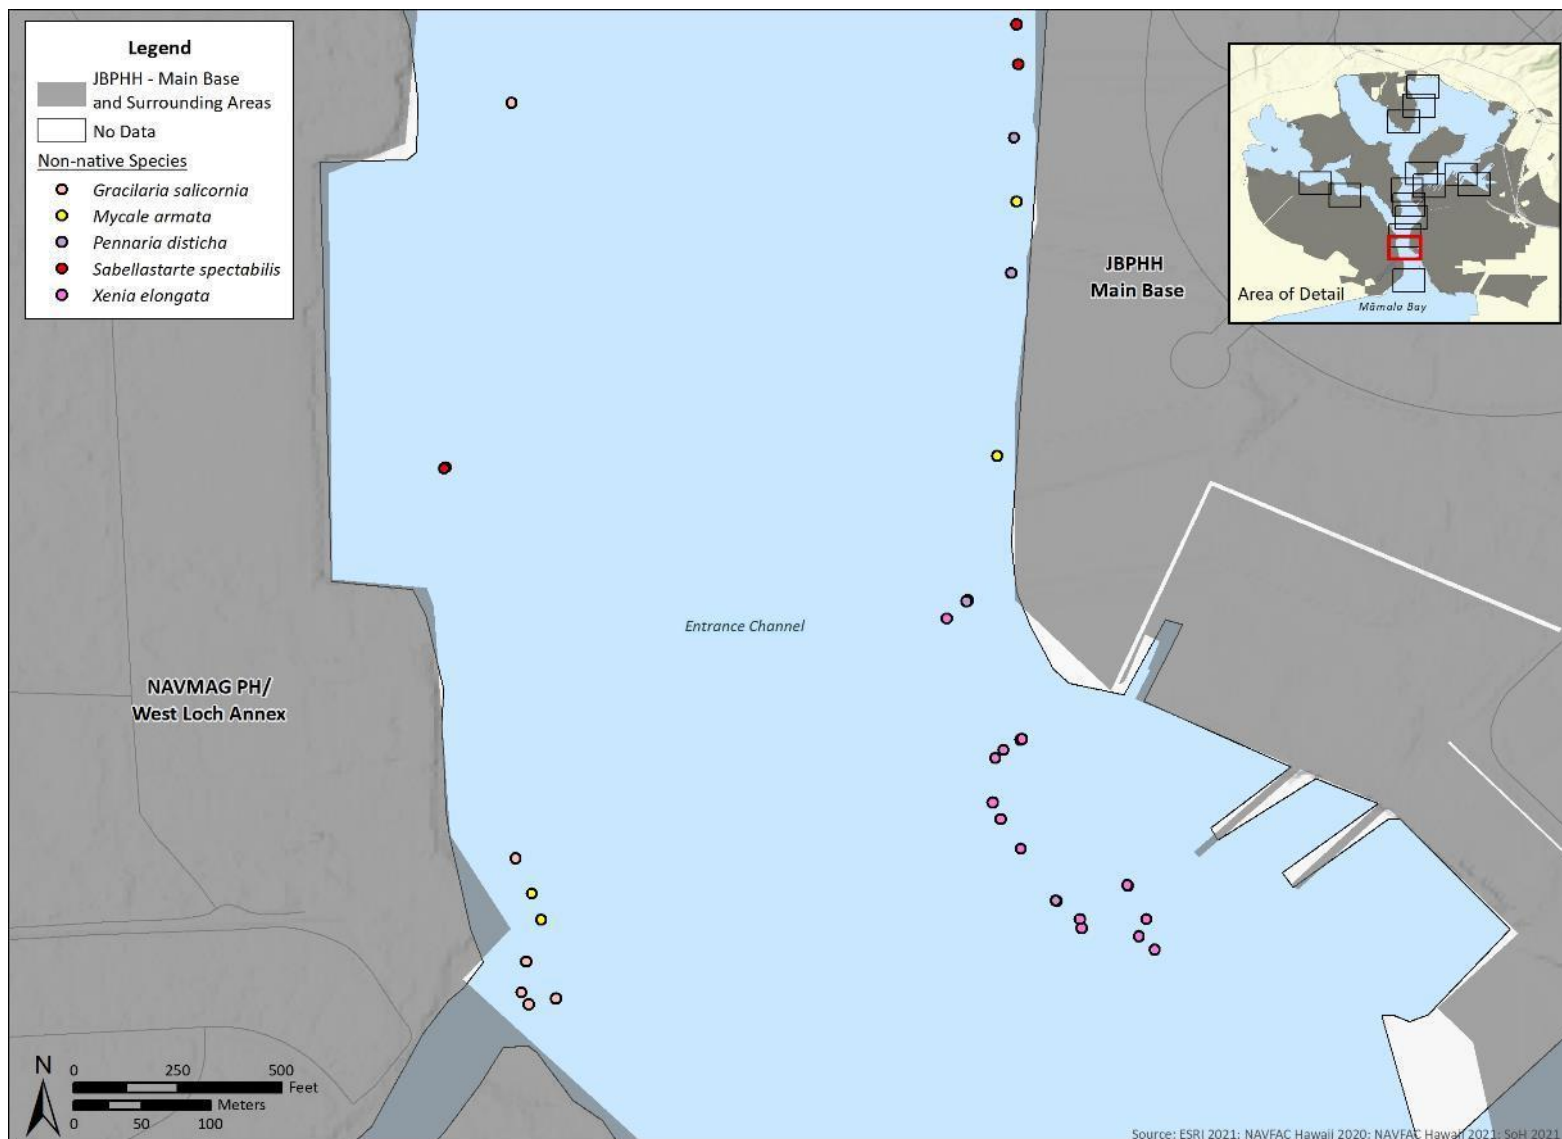 Legend
JBPHH - Main Base
and Surrounding Areas
No Data
Non-native Species
Gracilaria salicornia
Mycale armata
Pennaria disticha
Sabellastarte spectabilis
Xenia elongata
JBPHH
Main Base
Area of Detail
Māmala Bay
Entrance Channel
NAVMAG PH/
West Loch Annex
N
0 250 500
Feet
Meters
0 50 100
Source: ESRI 2021; NAVFAC Hawaii 2020; NAVFAC Hawaii 2021; SoH 2021